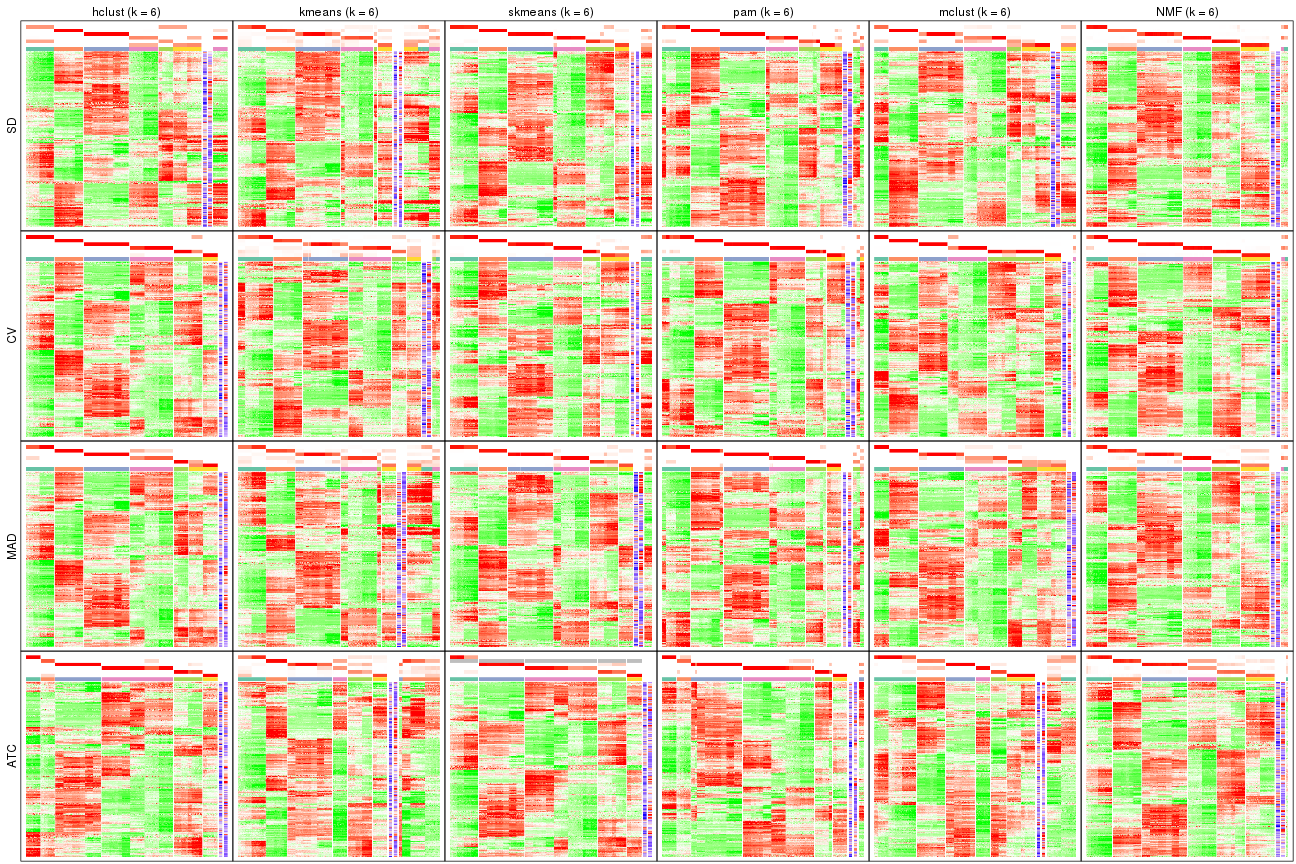 hclust (k = 6) kmeans (k = 6) skmeans (k = 6) pam (k = 6) mclust (k = 6) NMF (k = 6)
SD
CV
MAD
ATC